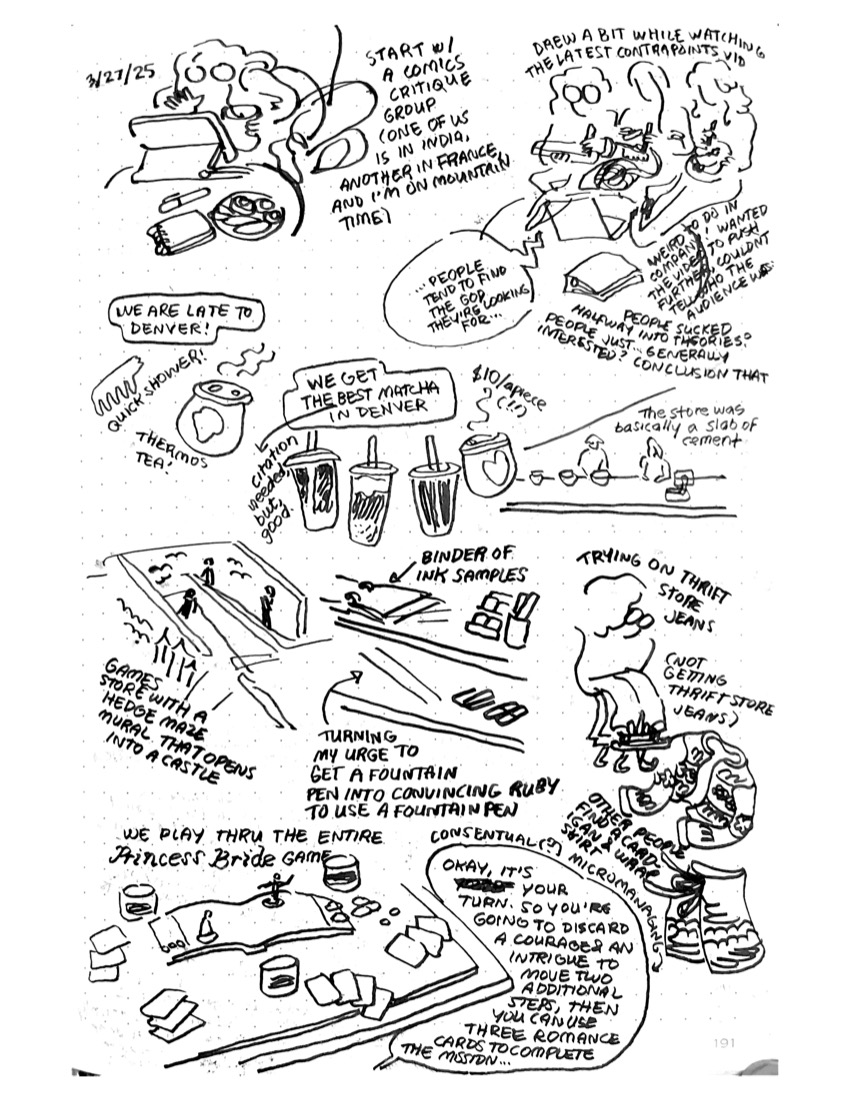 3/27/25
START W/
A COMICS
CRITIQUE
GROUP
(ONE OF US
IS IN INDIA,
ANOTHER IN FRANCE,
AND I'M ON MOUNTAIN
TIME)
DREW A BIT WHILE WATCHING
THE LATEST CONTRAPOINTS VID
...PEOPLE
TEND TO FIND
THE GOD
THEY'RE LOOKING
FOR...
WEIRD TO DO IN
COMPANY! WANTED
THE VIDEO TO PUSH
FURTHER, COULDN'T
TELL WHO THE
AUDIENCE WAS.
PEOPLE SUCKED
HALFWAY INTO THEORIES?
PEOPLE JUST... GENERALLY
INTERESTED? CONCLUSION THAT
WE ARE LATE TO
DENVER!
QUICK SHOWER!
THERMOS
TEA!
WE GET
THE BEST MATCHA
IN DENVER
citation
needed,
but,
good.
$10/apiece
?(!!)
The store was
basically a slab of
cement
GAMES
STORE WITH A
HEDGE MAZE
MURAL THAT OPENS
INTO A CASTLE
BINDER OF
INK SAMPLES
TURNING
MY URGE TO
GET A FOUNTAIN
PEN INTO CONVINCING RUBY
TO USE A FOUNTAIN PEN
TRYING ON THRIFT
STORE
JEANS
(NOT
GETTING
THRIFT STORE
JEANS)
OTHER PEOPLE
FIND A CARD-
IGAN & WRAP
SKIRT
WE PLAY THRU THE ENTIRE
Princess Bride GAME
CONSENTUAL(?) MICROMANAGING
OKAY, IT'S
YOUR
TURN. SO YOU'RE
GOING TO DISCARD
A COURAGE & AN
INTRIGUE TO
MOVE TWO
ADDITIONAL
STEPS, THEN
YOU CAN USE
THREE ROMANCE
CARDS TO COMPLETE
THE MISSION...
191